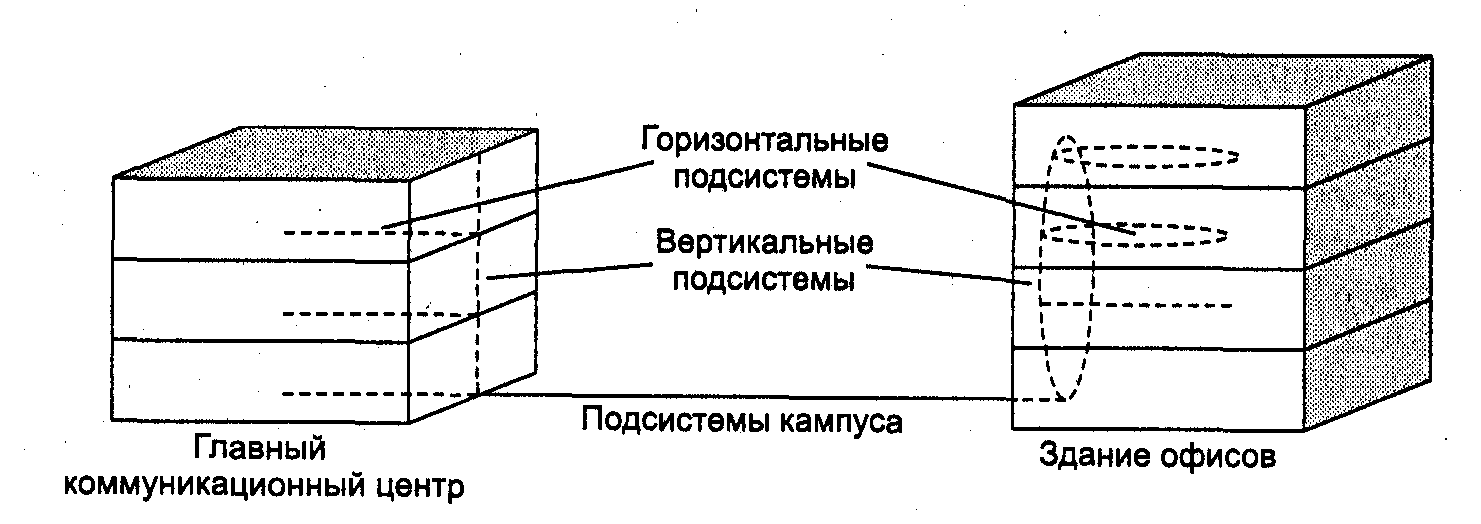 Горизонтальные
подсистемы
Вертикальные
подсистемы
Подсистемы кампуса
Главный
коммуникационный центр
Здание офисов